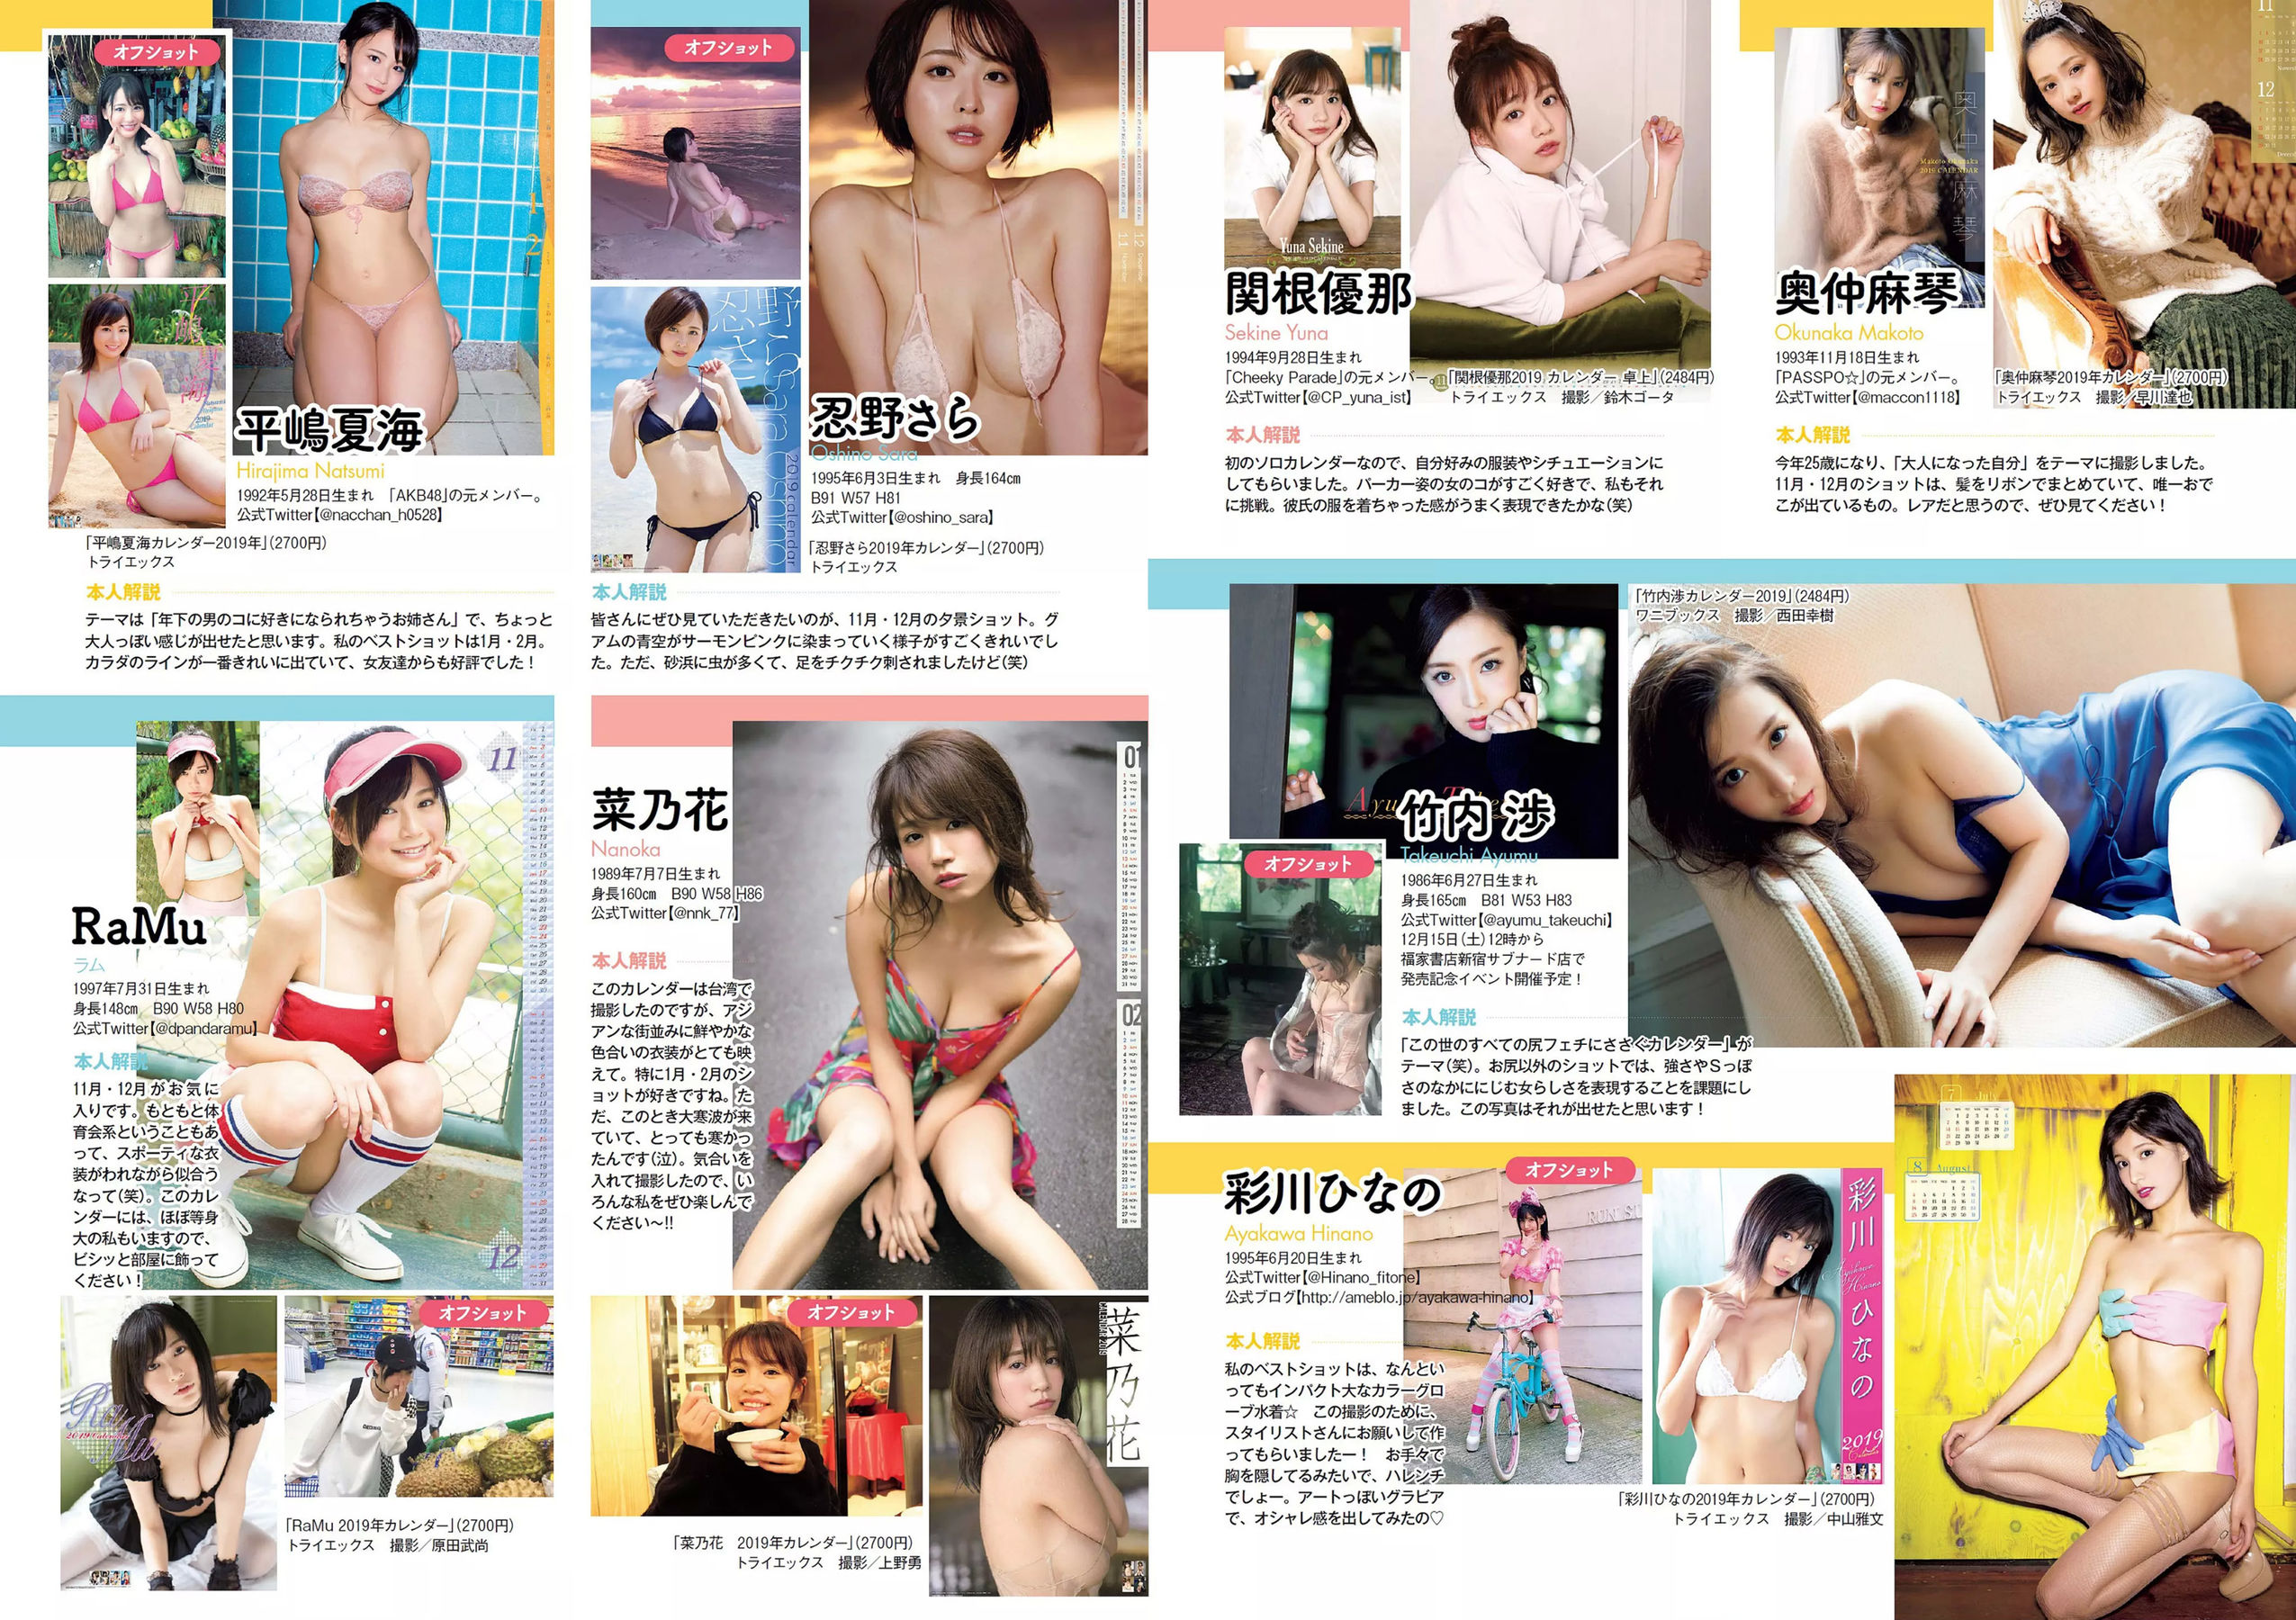 オフショット
平嶋夏海
2019
Calendar
1
2
平嶋夏海
Hirajima Natsumi
1992年5月28日生まれ 「AKB48」の元メンバー。
公式Twitter【@nacchan_h0528】
「平嶋夏海カレンダー2019年」(2700円)
トライエックス
本人解説
テーマは「年下の男のコに好きになられちゃうお姉さん」で、ちょっと
大人っぽい感じが出せたと思います。私のベストショットは1月・2月。
カラダのラインが一番きれいに出ていて、女友達からも好評でした!
オフショット
忍野さら
Sara Oshino
2019 calendar
11 November
12 December
忍野さら
Oshino Sara
1995年6月3日生まれ 身長164㎝
B91 W57 H81
公式Twitter【@oshino_sara】
「忍野さら2019年カレンダー」(2700円)
トライエックス
本人解説
皆さんにぜひ見ていただきたいのが、11月・12月の夕景ショット。グ
アムの青空がサーモンピンクに染まっていく様子がすごくきれいでし
た。ただ、砂浜に虫が多くて、足をチクチク刺されましたけど(笑)
Yuna Sekine
関根優那
Sekine Yuna
1994年9月28日生まれ
「Cheeky Parade」の元メンバー。
公式Twitter【@CP_yuna_ist】
「関根優那2019 カレンダー 卓上」(2484円)
トライエックス 撮影/鈴木ゴータ
本人解説
初のソロカレンダーなので、自分好みの服装やシチュエーションに
してもらいました。パーカー姿の女のコがすごく好きで、私もそれ
に挑戦。彼氏の服を着ちゃった感がうまく表現できたかな(笑)
奥仲麻琴
Makoto Okunaka
2019 CALENDAR
11
12
奥仲麻琴
Okunaka Makoto
1993年11月18日生まれ
「PASSPO☆」の元メンバー。
公式Twitter【@maccon1118】
「奥仲麻琴2019年カレンダー」(2700円)
トライエックス 撮影/早川達也
本人解説
今年25歳になり、「大人になった自分」をテーマに撮影しました。
11月・12月のショットは、髪をリボンでまとめていて、唯一おで
こが出ているもの。レアだと思うので、ぜひ見てください!
11
12
RaMu
ラム
1997年7月31日生まれ
身長148㎝ B90 W58 H80
公式Twitter【@dpandaramu】
本人解説
11月・12月がお気に
入りです。もともと体
育会系ということもあ
って、スポーティな衣
装がわれながら似合う
なって(笑)。このカレ
ンダーには、ほぼ等身
大の私もいますので、
ビシッと部屋に飾って
ください!
RaMu
2019 Calendar
オフショット
「RaMu 2019年カレンダー」(2700円)
トライエックス 撮影/原田武尚
01
02
菜乃花
Nanoka
1989年7月7日生まれ
身長160㎝ B90 W58 H86
公式Twitter【@nnk_77】
本人解説
このカレンダーは台湾で
撮影したのですが、アジ
アンな街並みに鮮やかな
色合いの衣装がとても映
えて。特に1月・2月のシ
ョットが好きですね。た
だ、このとき大寒波が来
ていて、とっても寒かっ
たんです(泣)。気合いを
入れて撮影したので、い
ろんな私をぜひ楽しんで
ください〜!!
オフショット
菜乃花
CALENDAR 2019
「菜乃花 2019年カレンダー」(2700円)
トライエックス 撮影/上野勇
「竹内渉カレンダー2019」(2484円)
ワニブックス 撮影/西田幸樹
竹内 渉
Takeuchi Ayumu
オフショット
1986年6月27日生まれ
身長165㎝ B81 W53 H83
公式Twitter【@ayumu_takeuchi】
12月15日(土)12時から
福家書店新宿サブナード店で
発売記念イベント開催予定!
本人解説
「この世のすべての尻フェチにささぐカレンダー」が
テーマ(笑)。お尻以外のショットでは、強さやSっぽ
さのなかににじむ女らしさを表現することを課題にし
ました。この写真はそれが出せたと思います!
彩川ひなの
Ayakawa Hinano
1995年6月20日生まれ
公式Twitter【@Hinano_fitone】
公式ブログ【http://ameblo.jp/ayakawa-hinano】
本人解説
私のベストショットは、なんとい
ってもインパクト大なカラーグロ
ーブ水着☆ この撮影のために、
スタイリストさんにお願いして作
ってもらいましたー! お手々で
胸を隠してるみたいで、ハレンチ
でしょー。アートっぽいグラビア
で、オシャレ感を出してみたの♡
オフショット
彩川ひなの
Ayakawa Hinano
2019
Calendar
「彩川ひなの2019年カレンダー」(2700円)
トライエックス 撮影/中山雅文
7 July
8 August